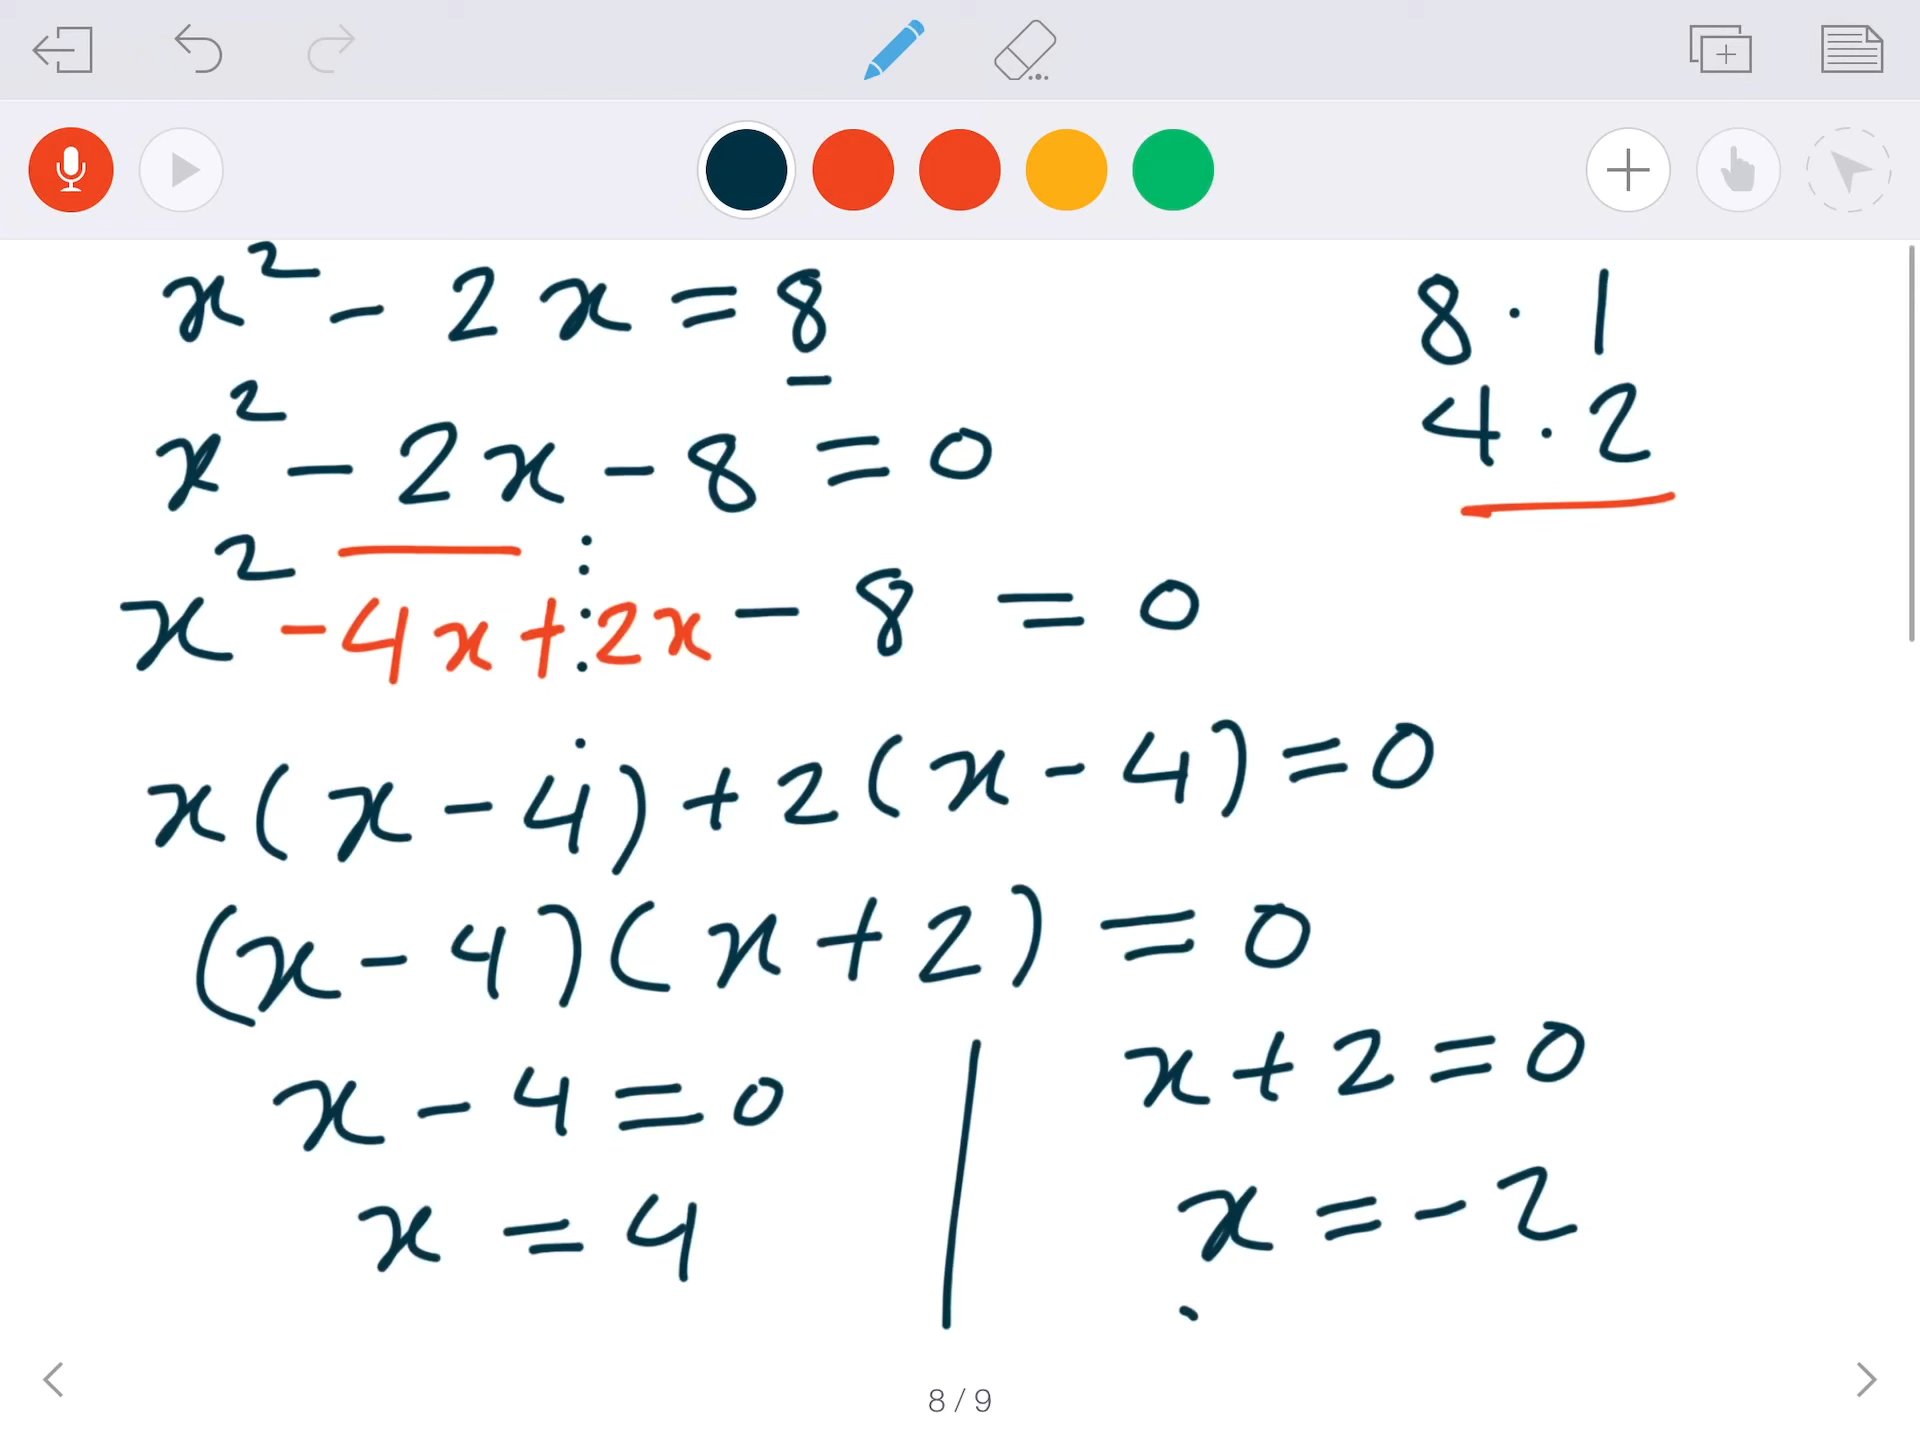 x² - 2x = 8
x² - 2x - 8 = 0
x² - 4x + 2x - 8 = 0
x(x - 4) + 2(x - 4) = 0
(x - 4)(x + 2) = 0
x - 4 = 0
x = 4
x + 2 = 0
x = -2
8 · 1
4 · 2
8 / 9